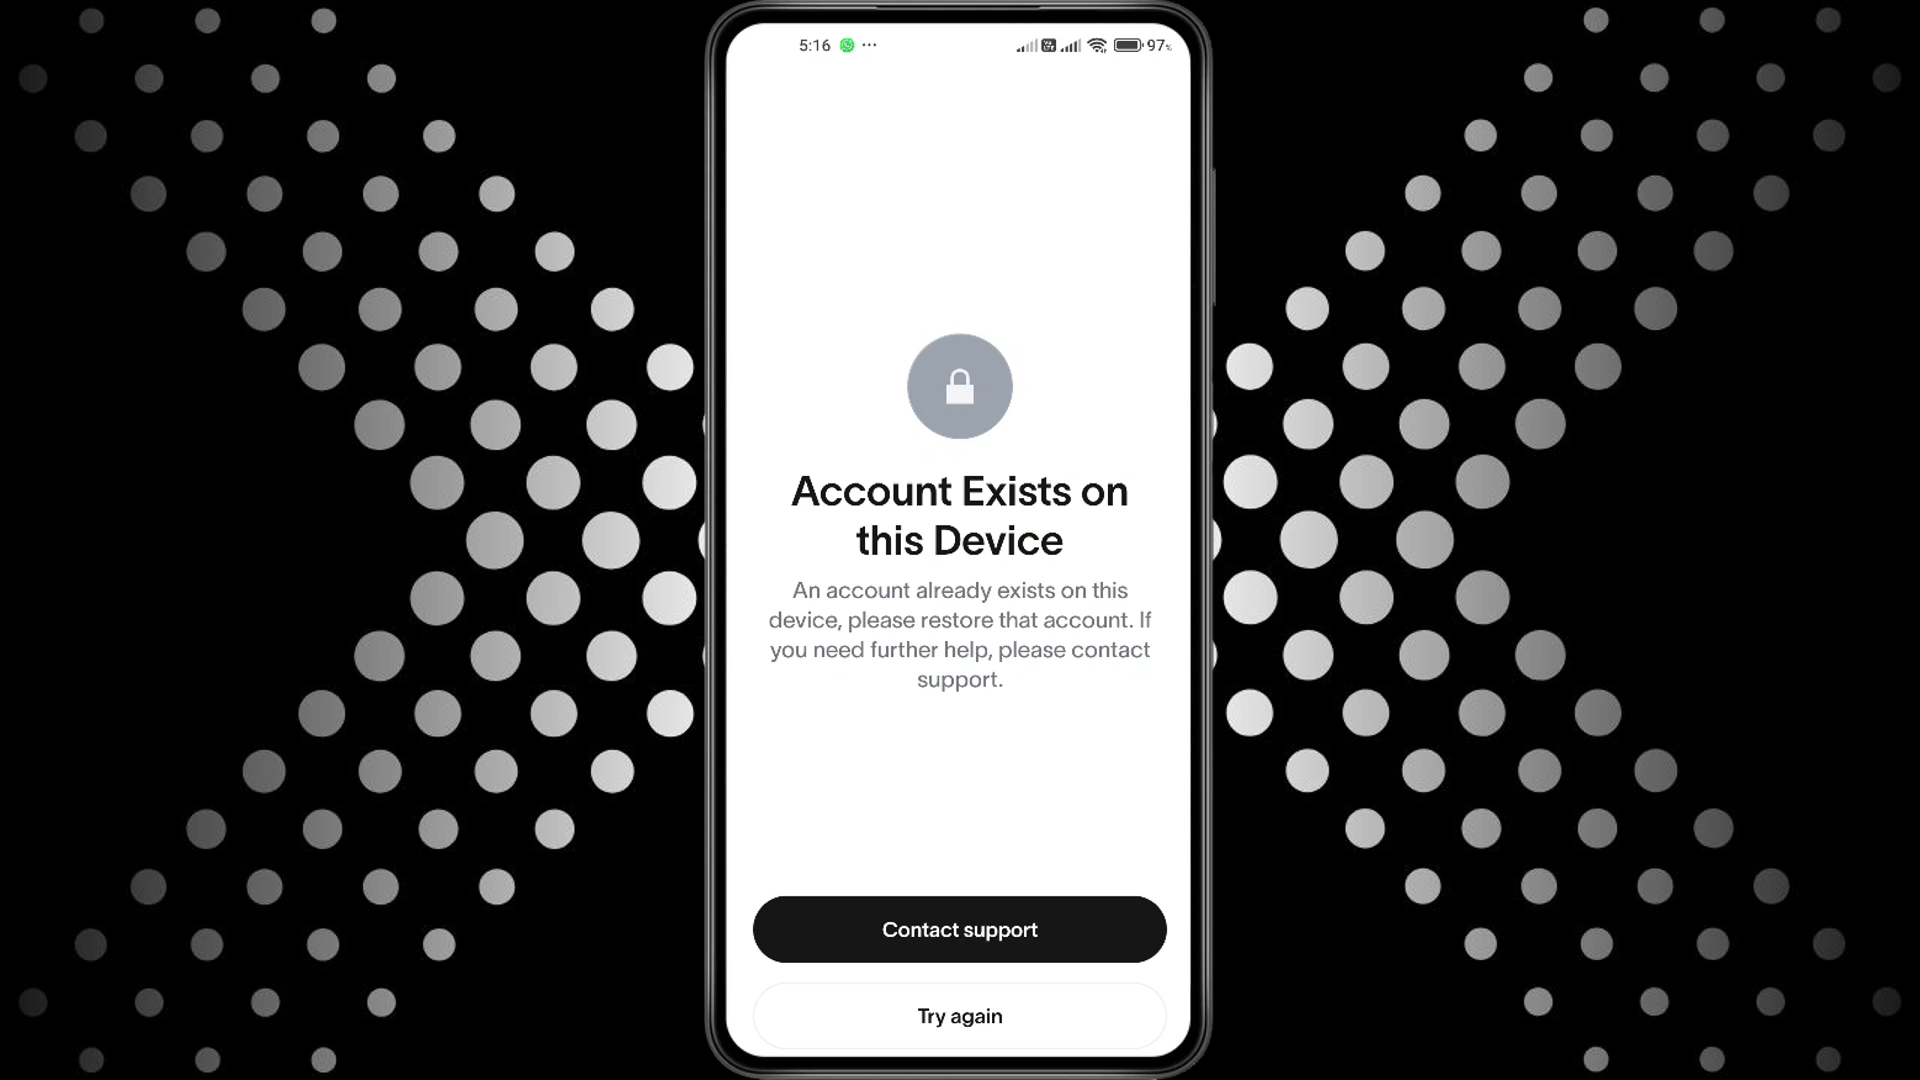 5:16 ... 97%
Account Exists on
this Device
An account already exists on this
device, please restore that account. If
you need further help, please contact
support.
Contact support
Try again